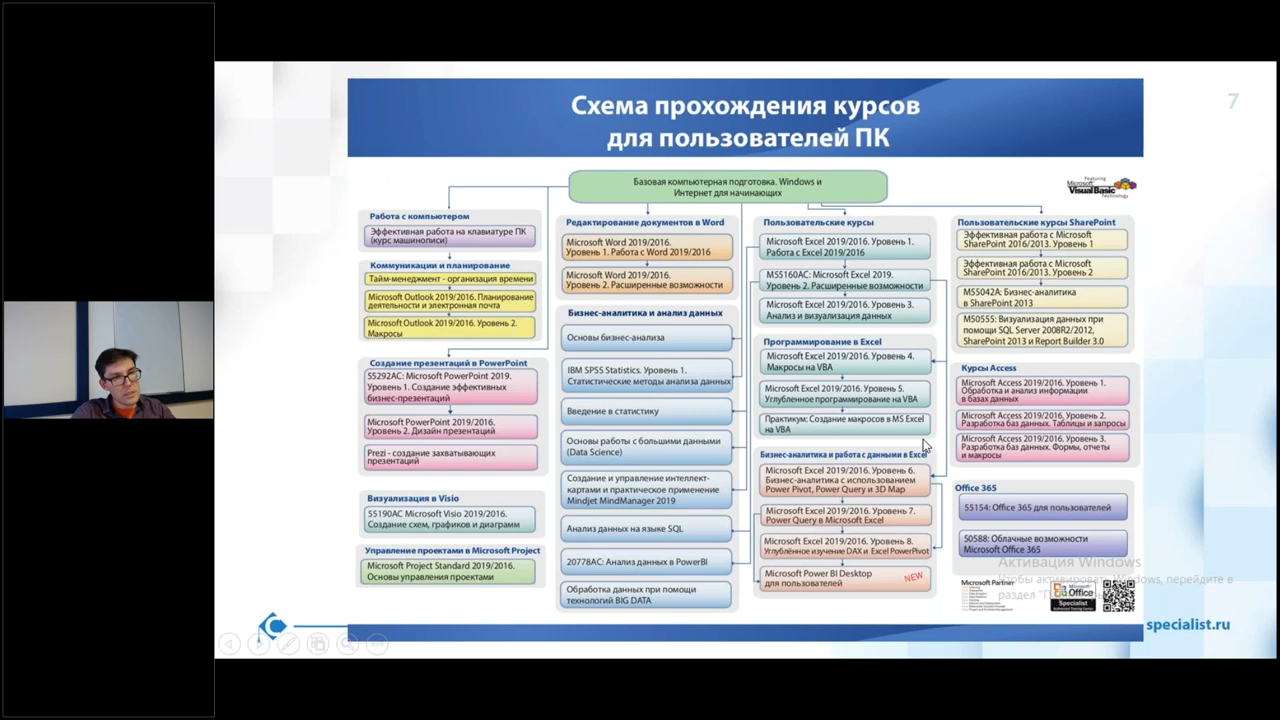 Схема прохождения курсов
для пользователей ПК
7
Базовая компьютерная подготовка. Windows и
Интернет для начинающих
Featuring
Microsoft
Visual Basic
Technology
Работа с компьютером
Эффективная работа на клавиатуре ПК
(курс машинописи)
Коммуникации и планирование
Тайм-менеджмент - организация времени
Microsoft Outlook 2019/2016. Планирование
деятельности и электронная почта
Microsoft Outlook 2019/2016. Уровень 2.
Макросы
Создание презентаций в PowerPoint
55292AC: Microsoft PowerPoint 2019.
Уровень 1. Создание эффективных
бизнес-презентаций
Microsoft PowerPoint 2019/2016.
Уровень 2. Дизайн презентаций
Prezi - создание захватывающих
презентаций
Визуализация в Visio
55190AC Microsoft Visio 2019/2016.
Создание схем, графиков и диаграмм
Управление проектами в Microsoft Project
Microsoft Project Standard 2019/2016.
Основы управления проектами
Редактирование документов в Word
Microsoft Word 2019/2016.
Уровень 1. Работа с Word 2019/2016
Microsoft Word 2019/2016.
Уровень 2. Расширенные возможности
Бизнес-аналитика и анализ данных
Основы бизнес-анализа
IBM SPSS Statistics. Уровень 1.
Статистические методы анализа данных
Введение в статистику
Основы работы с большими данными
(Data Science)
Создание и управление интеллект-
картами и практическое применение
Mindjet MindManager 2019
Анализ данных на языке SQL
20778AC: Анализ данных в PowerBI
Обработка данных при помощи
технологий BIG DATA
Пользовательские курсы
Microsoft Excel 2019/2016. Уровень 1.
Работа с Excel 2019/2016
M55160AC: Microsoft Excel 2019.
Уровень 2. Расширенные возможности
Microsoft Excel 2019/2016. Уровень 3.
Анализ и визуализация данных
Программирование в Excel
Microsoft Excel 2019/2016. Уровень 4.
Макросы на VBA
Microsoft Excel 2019/2016. Уровень 5.
Углубленное программирование на VBA
Практикум: Создание макросов в MS Excel
на VBA
Бизнес-аналитика и работа с данными в Excel
Microsoft Excel 2019/2016. Уровень 6.
Бизнес-аналитика с использованием
Power Pivot, Power Query и 3D Map
Microsoft Excel 2019/2016. Уровень 7.
Power Query в Microsoft Excel
Microsoft Excel 2019/2016. Уровень 8.
Углублённое изучение DAX и Excel PowerPivot
Microsoft Power BI Desktop
для пользователей
NEW
Пользовательские курсы SharePoint
Эффективная работа с Microsoft
SharePoint 2016/2013. Уровень 1
Эффективная работа с Microsoft
SharePoint 2016/2013. Уровень 2
M55042A: Бизнес-аналитика
в SharePoint 2013
M50555: Визуализация данных при
помощи SQL Server 2008R2/2012,
SharePoint 2013 и Report Builder 3.0
Курсы Access
Microsoft Access 2019/2016. Уровень 1.
Обработка и анализ информации
в базах данных
Microsoft Access 2019/2016. Уровень 2.
Разработка баз данных. Таблицы и запросы
Microsoft Access 2019/2016. Уровень 3.
Разработка баз данных. Формы, отчеты
и макросы
Office 365
55154: Office 365 для пользователей
50588: Облачные возможности
Microsoft Office 365
Активация Windows
Чтобы активировать Windows, перейдите в
раздел
Microsoft Partner
Microsoft
Office
Specialist
specialist.ru